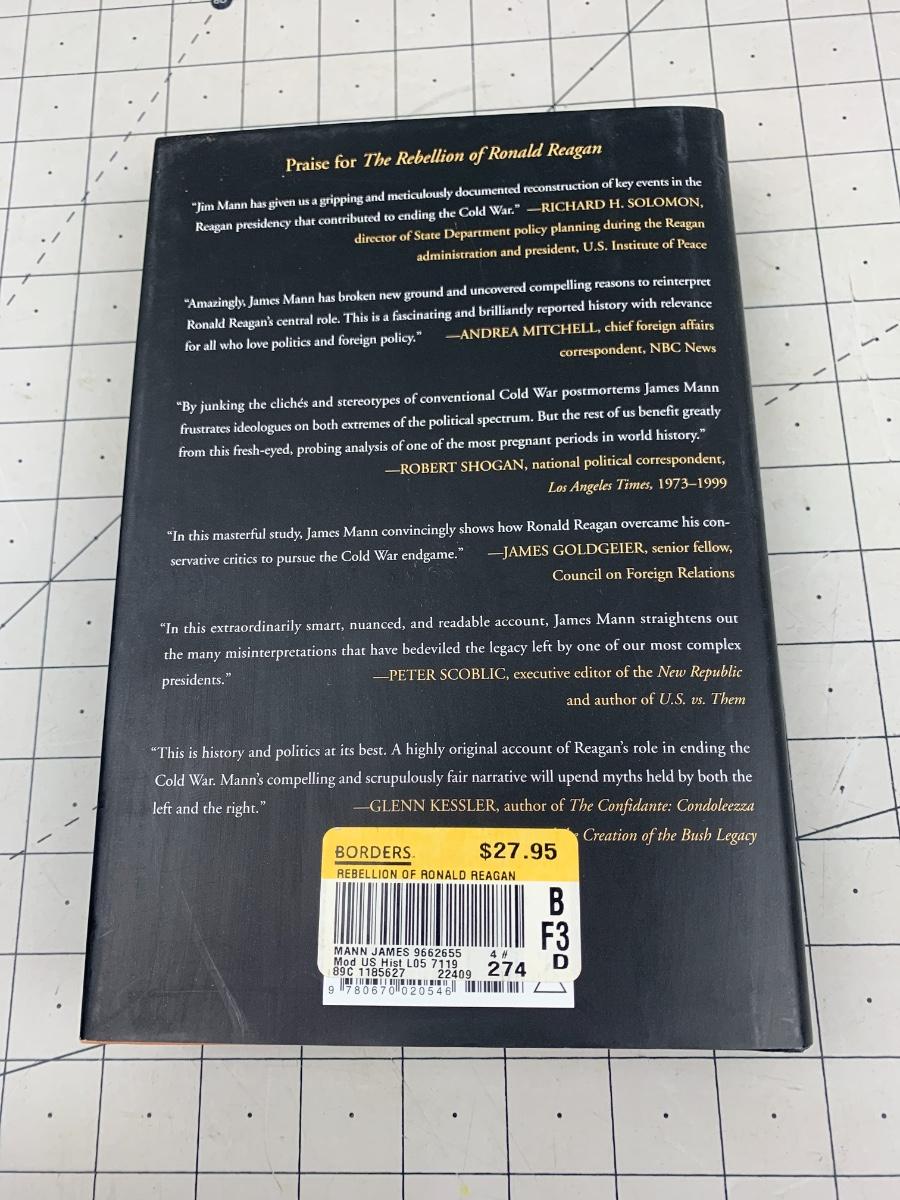 Praise for The Rebellion of Ronald Reagan
“Jim Mann has given us a gripping and meticulously documented reconstruction of key events in the
Reagan presidency that contributed to ending the Cold War.” —RICHARD H. SOLOMON,
director of State Department policy planning during the Reagan
administration and president, U.S. Institute of Peace
“Amazingly, James Mann has broken new ground and uncovered compelling reasons to reinterpret
Ronald Reagan’s central role. This is a fascinating and brilliantly reported history with relevance
for all who love politics and foreign policy.” —ANDREA MITCHELL, chief foreign affairs
correspondent, NBC News
“By junking the clichés and stereotypes of conventional Cold War postmortems James Mann
frustrates ideologues on both extremes of the political spectrum. But the rest of us benefit greatly
from this fresh-eyed, probing analysis of one of the most pregnant periods in world history.”
—ROBERT SHOGAN, national political correspondent,
Los Angeles Times, 1973–1999
“In this masterful study, James Mann convincingly shows how Ronald Reagan overcame his con-
servative critics to pursue the Cold War endgame.” —JAMES GOLDGEIER, senior fellow,
Council on Foreign Relations
“In this extraordinarily smart, nuanced, and readable account, James Mann straightens out
the many misinterpretations that have bedeviled the legacy left by one of our most complex
presidents.” —PETER SCOBLIC, executive editor of the New Republic
and author of U.S. vs. Them
“This is history and politics at its best. A highly original account of Reagan’s role in ending the
Cold War. Mann’s compelling and scrupulously fair narrative will upend myths held by both the
left and the right.” —GLENN KESSLER, author of The Confidante: Condoleezza
Creation of the Bush Legacy
BORDERS. $27.95
REBELLION OF RONALD REAGAN
B
F3
D
MANN JAMES 9662655 4 #
Mod US Hist L05 7119
89C 1185627 22409 274
9 780670 020546